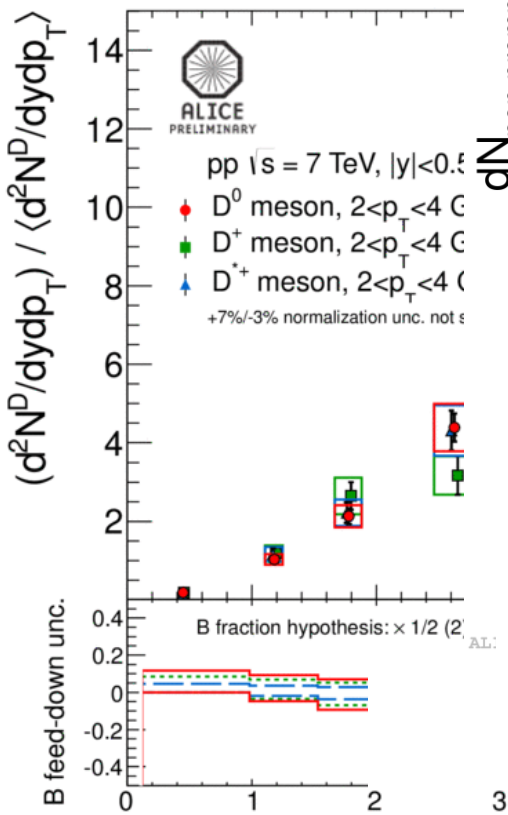 (d²N^D/dydp_T) / ⟨d²N^D/dydp_T⟩
14
12
10
8
6
4
2
ALICE
PRELIMINARY
pp √s = 7 TeV, |y|<0.5
D⁰ meson, 2<p_T<4 G
D⁺ meson, 2<p_T<4 G
D*⁺ meson, 2<p_T<4
+7%/-3% normalization unc. not s
dN
B feed-down unc.
0.4
0.2
0
-0.2
-0.4
B fraction hypothesis: × 1/2 (2)
ALI
0 1 2 3